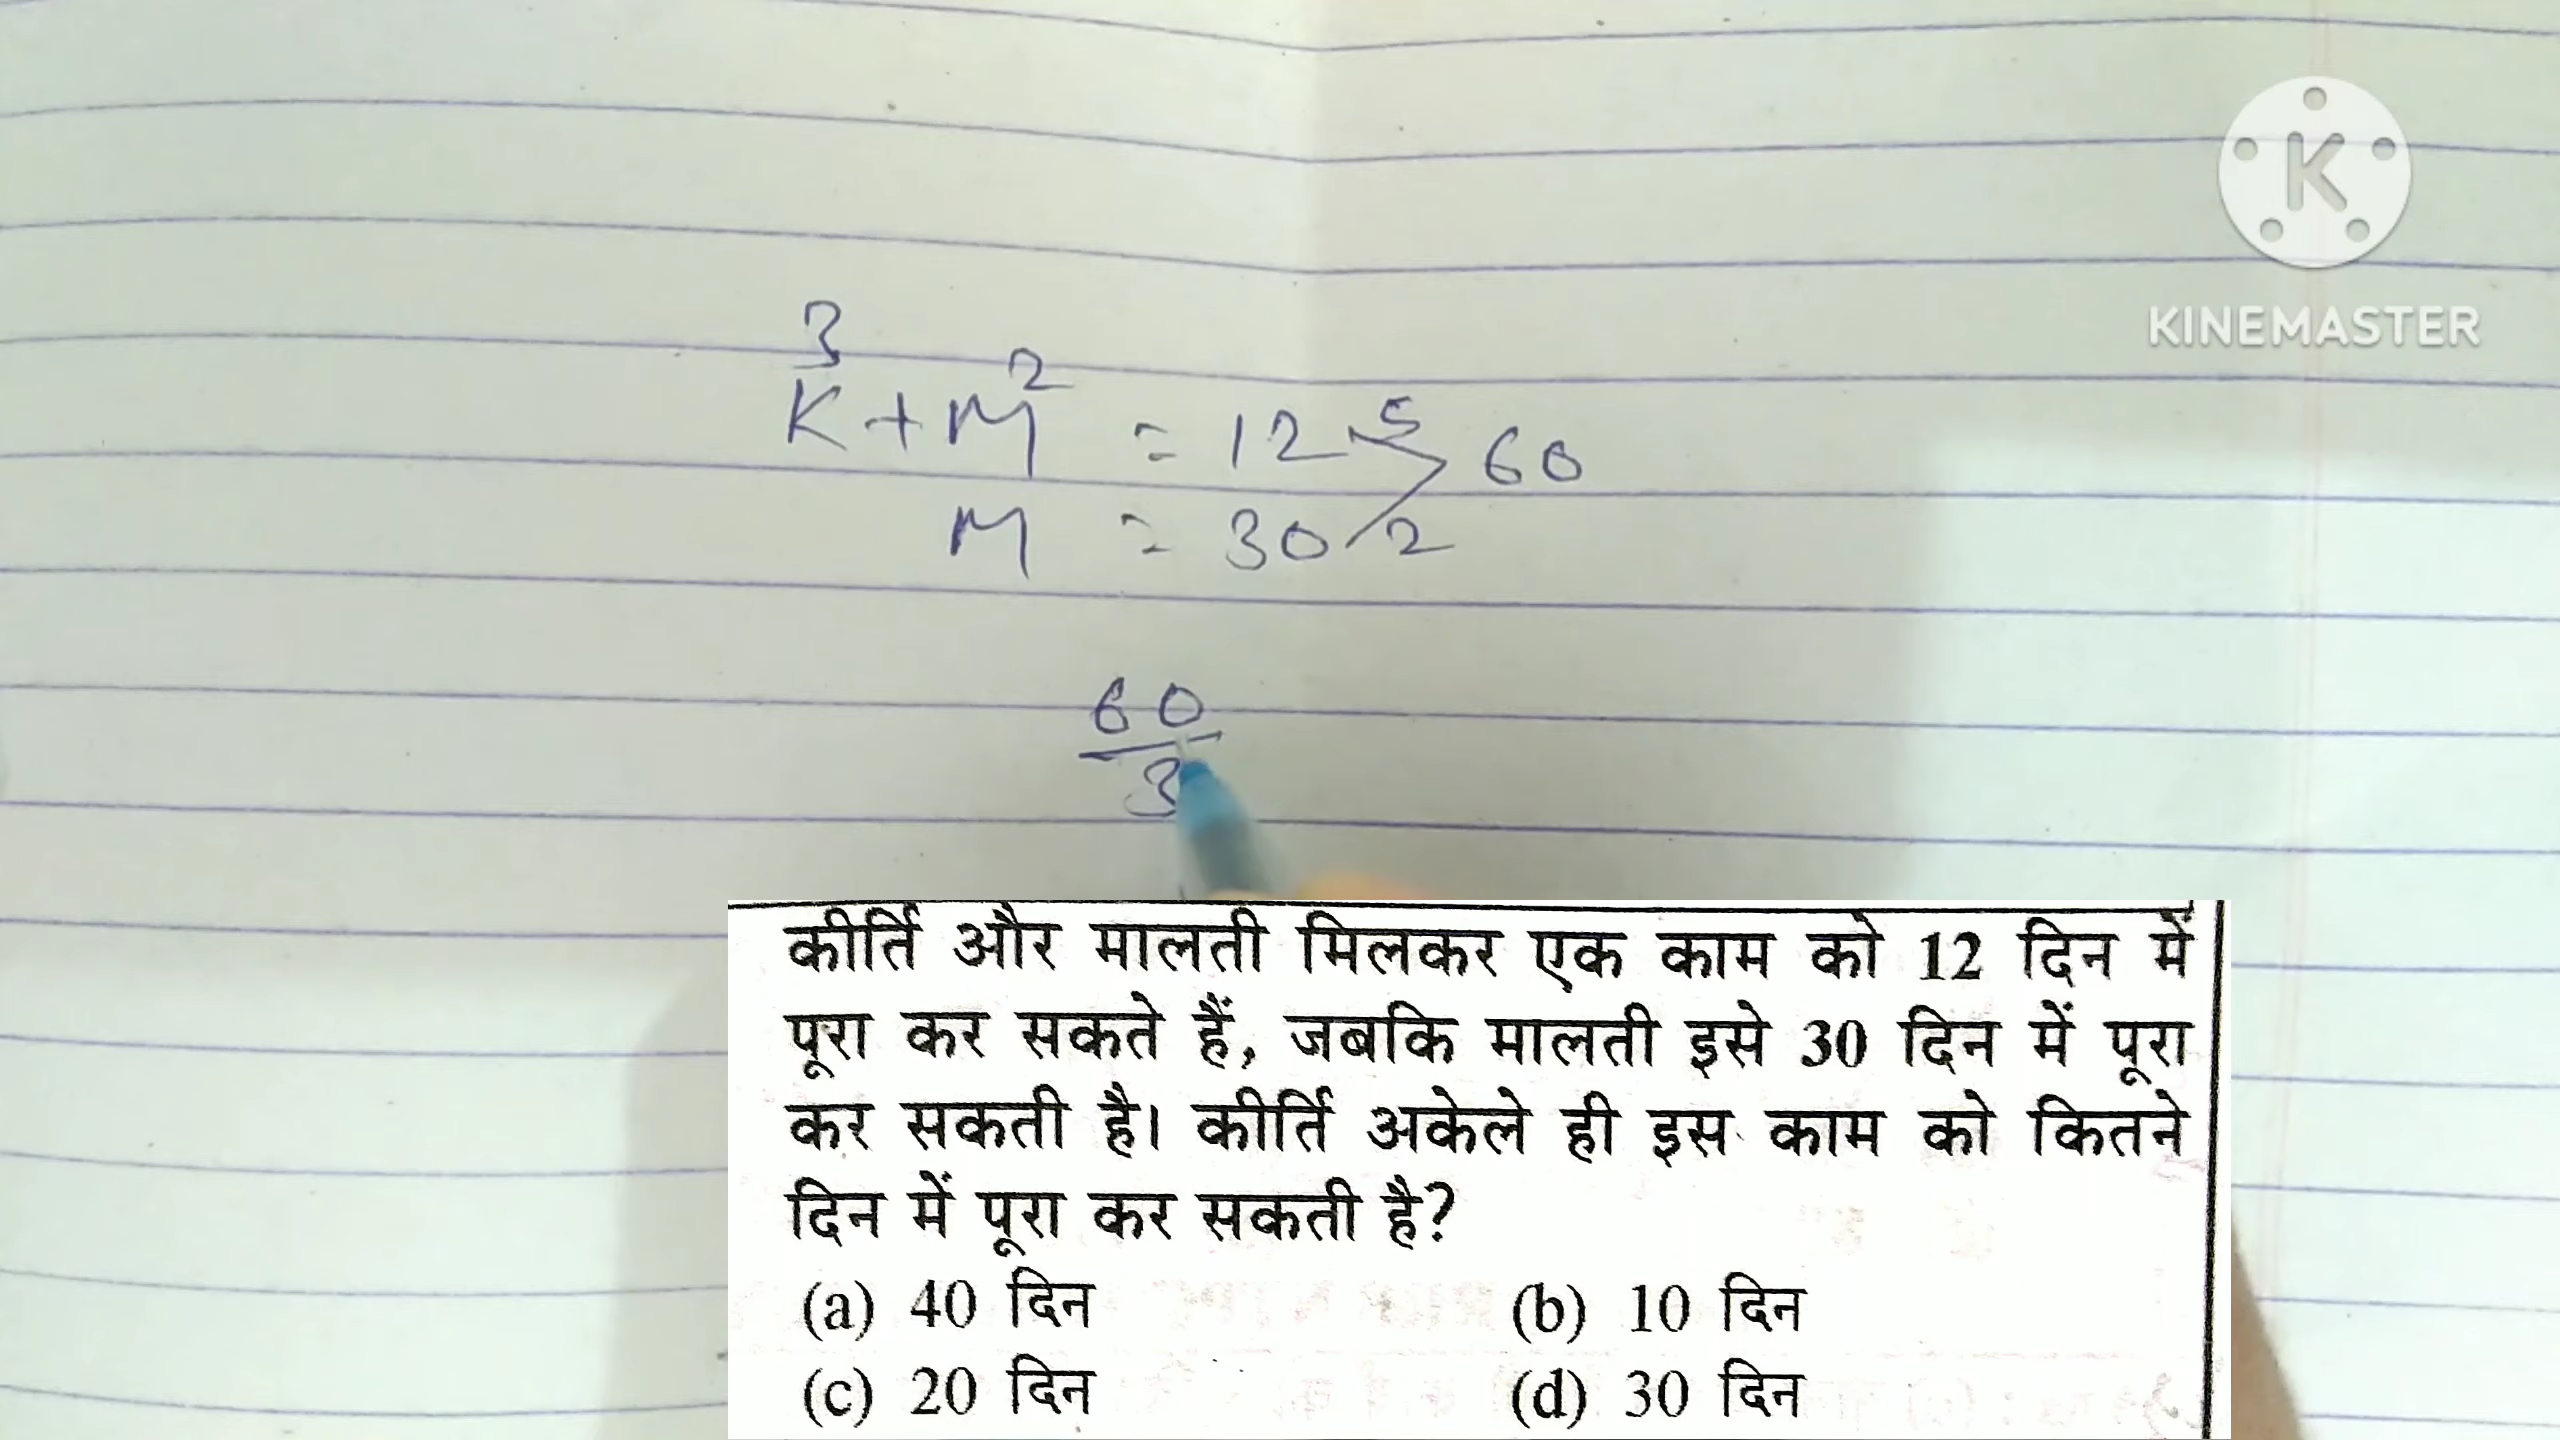 K
KINEMASTER
3 2
K + M = 12 5 60
M = 30 2
60
3
कीर्ति और मालती मिलकर एक काम को 12 दिन में
पूरा कर सकते हैं, जबकि मालती इसे 30 दिन में पूरा
कर सकती है। कीर्ति अकेले ही इस काम को कितने
दिन में पूरा कर सकती है?
(a) 40 दिन (b) 10 दिन
(c) 20 दिन (d) 30 दिन